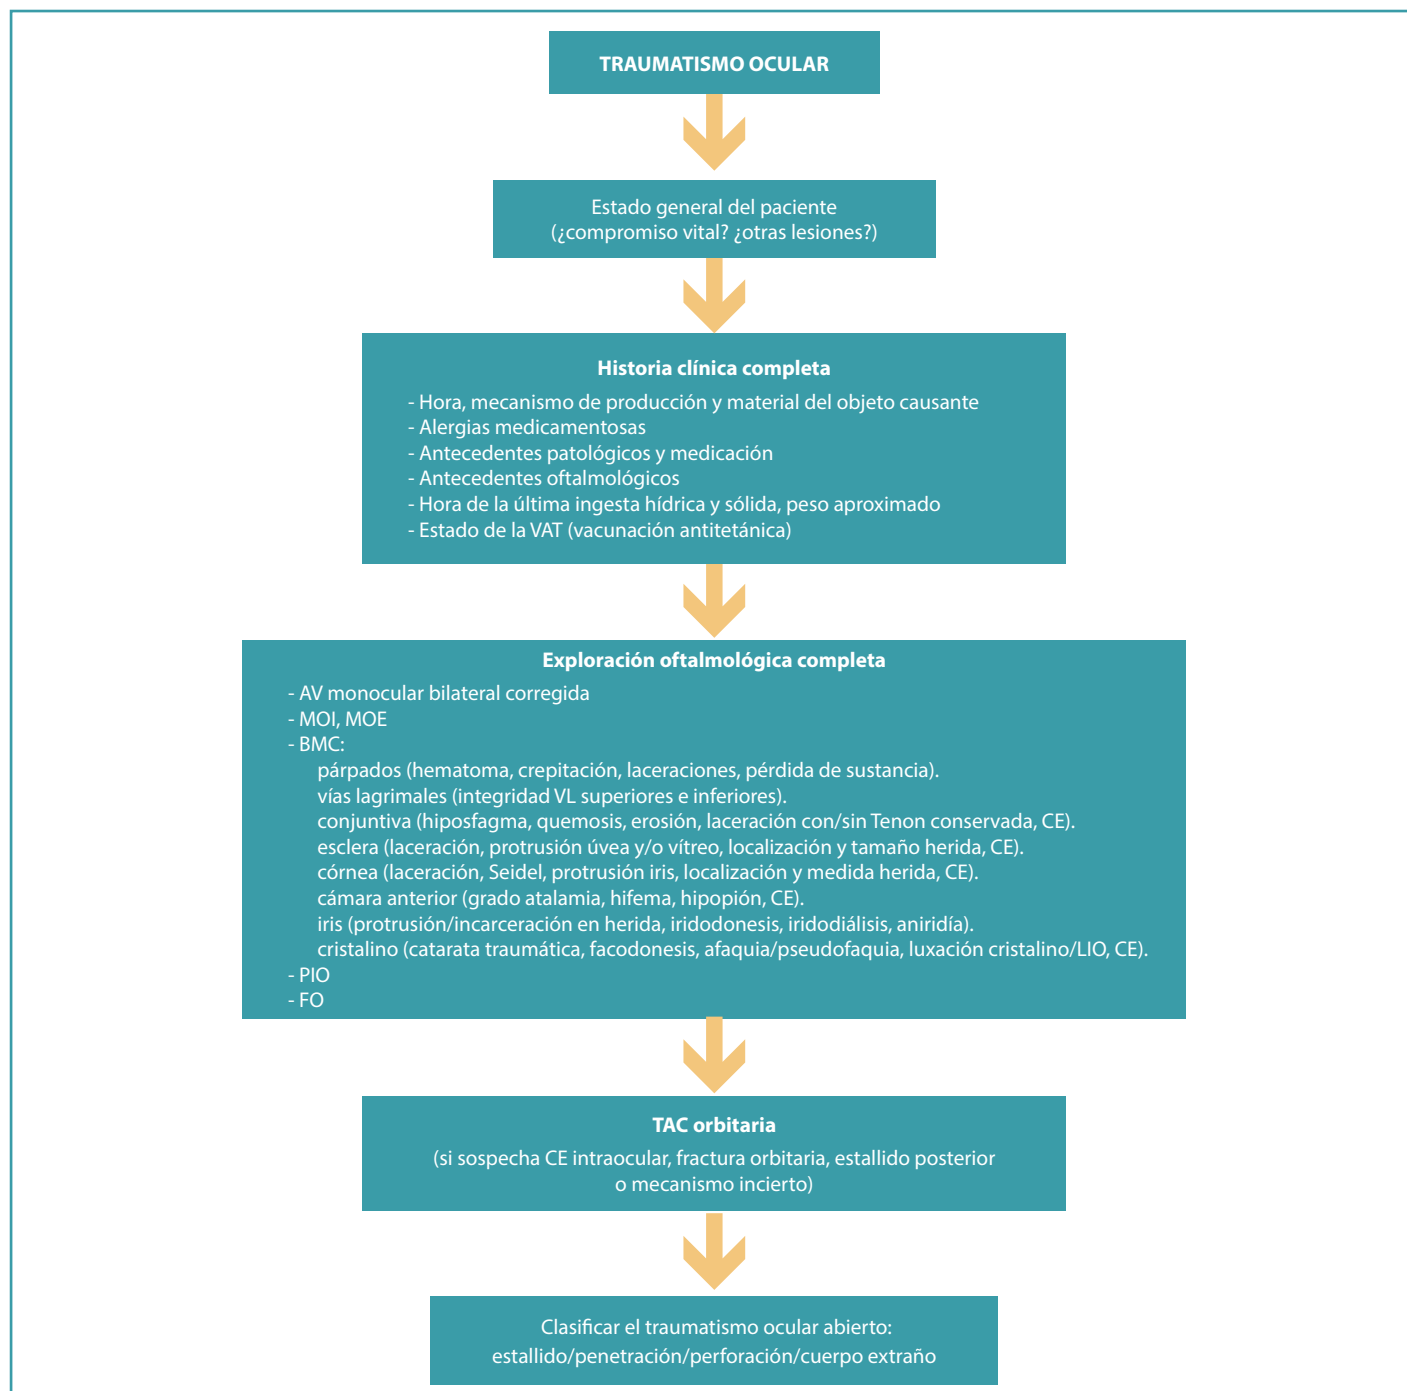 TRAUMATISMO OCULAR
Estado general del paciente
(¿compromiso vital? ¿otras lesiones?)
Historia clínica completa
- Hora, mecanismo de producción y material del objeto causante
- Alergias medicamentosas
- Antecedentes patológicos y medicación
- Antecedentes oftalmológicos
- Hora de la última ingesta hídrica y sólida, peso aproximado
- Estado de la VAT (vacunación antitetánica)
Exploración oftalmológica completa
- AV monocular bilateral corregida
- MOI, MOE
- BMC:
párpados (hematoma, crepitación, laceraciones, pérdida de sustancia).
vías lagrimales (integridad VL superiores e inferiores).
conjuntiva (hiposfagma, quemosis, erosión, laceración con/sin Tenon conservada, CE).
esclera (laceración, protrusión úvea y/o vítreo, localización y tamaño herida, CE).
córnea (laceración, Seidel, protrusión iris, localización y medida herida, CE).
cámara anterior (grado atalamia, hifema, hipopión, CE).
iris (protrusión/incarceración en herida, iridodonesis, iridodiálisis, aniridía).
cristalino (catarata traumática, facodonesis, afaquia/pseudofaquia, luxación cristalino/LIO, CE).
- PIO
- FO
TAC orbitaria
(si sospecha CE intraocular, fractura orbitaria, estallido posterior
o mecanismo incierto)
Clasificar el traumatismo ocular abierto:
estallido/penetración/perforación/cuerpo extraño